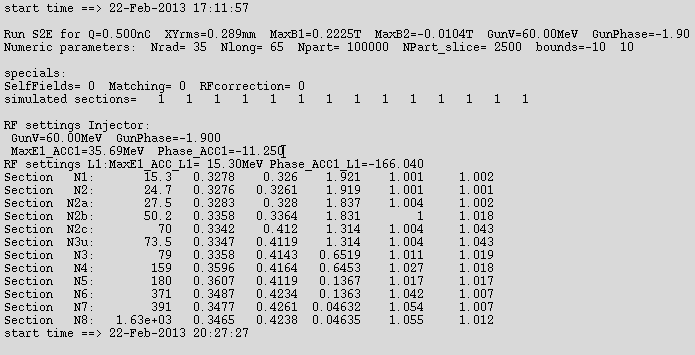 start time ==> 22-Feb-2013 17:11:57
Run S2E for Q=0.500nC XYrms=0.289mm MaxB1=0.2225T MaxB2=-0.0104T GunV=60.00MeV GunPhase=-1.90
Numeric parameters: Nrad= 35 Nlong= 65 Npart= 100000 NPart_slice= 2500 bounds=-10 10
specials:
SelfFields= 0 Matching= 0 RFcorrection= 0
simulated sections= 1 1 1 1 1 1 1 1 1 1 1 1 1
RF settings Injector:
GunV=60.00MeV GunPhase=-1.900
MaxE1_ACC1=35.69MeV Phase_ACC1=-11.250
RF settings L1:MaxE1_ACC_L1= 15.30MeV Phase_ACC1_L1=-166.040
Section N1: 15.3 0.3278 0.326 1.921 1.001 1.002
Section N2: 24.7 0.3276 0.3261 1.919 1.001 1.001
Section N2a: 27.5 0.3283 0.328 1.837 1.004 1.002
Section N2b: 50.2 0.3358 0.3364 1.831 1 1.018
Section N2c: 70 0.3342 0.412 1.314 1.004 1.043
Section N3u: 73.5 0.3347 0.4119 1.314 1.004 1.043
Section N3: 79 0.3358 0.4143 0.6519 1.011 1.019
Section N4: 159 0.3596 0.4164 0.6453 1.027 1.018
Section N5: 180 0.3607 0.4119 0.1367 1.017 1.017
Section N6: 371 0.3487 0.4234 0.1363 1.042 1.007
Section N7: 391 0.3477 0.4261 0.04632 1.054 1.007
Section N8: 1.63e+03 0.3465 0.4238 0.04635 1.055 1.012
start time ==> 22-Feb-2013 20:27:27